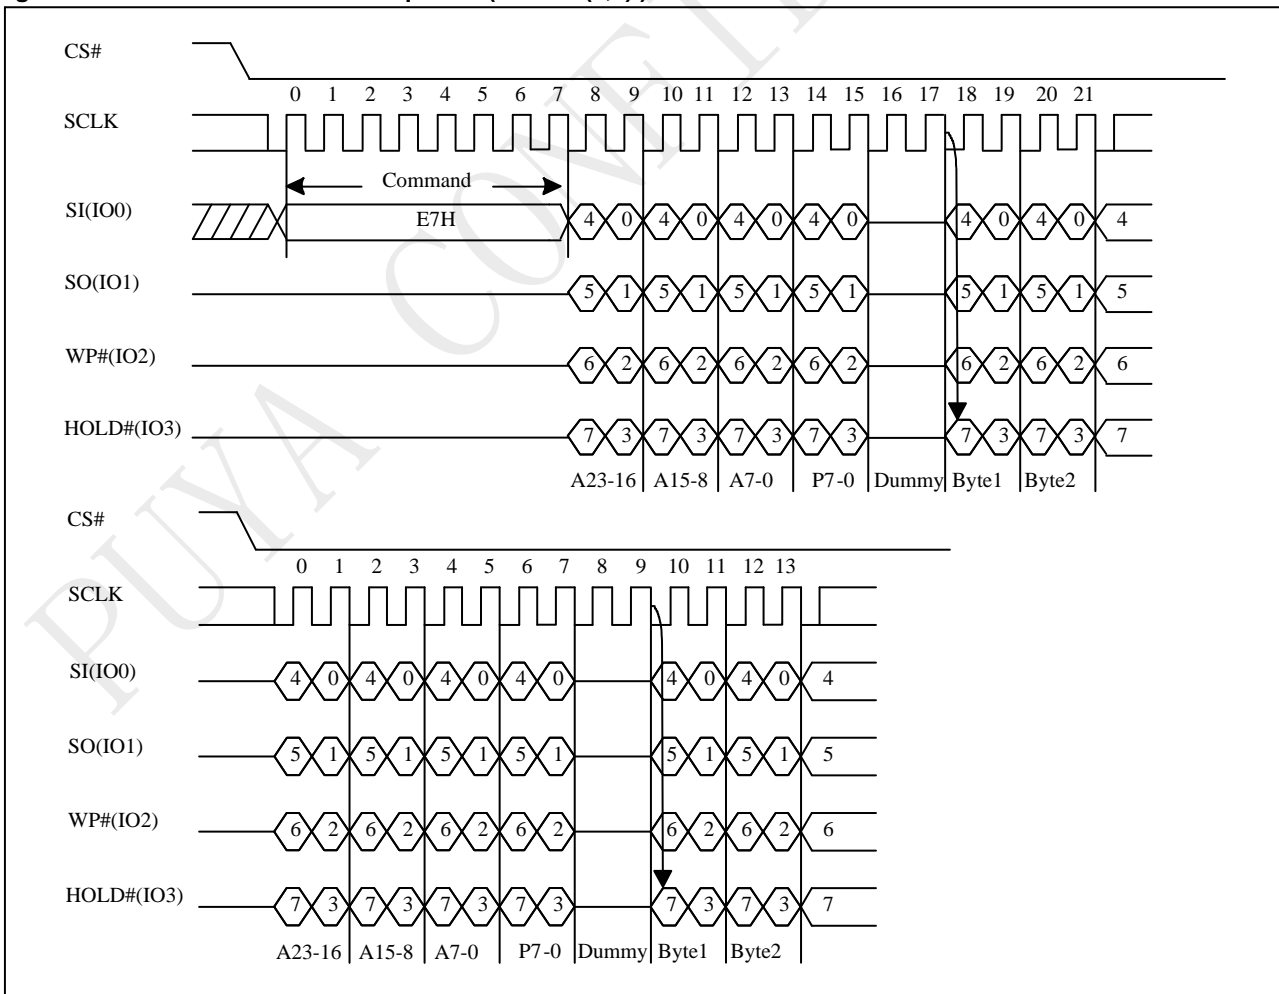 CS#
0 1 2 3 4 5 6 7 8 9 10 11 12 13 14 15 16 17 18 19 20 21
SCLK
Command
SI(IO0) E7H 4 0 4 0 4 0 4 0 4 0 4 0 4
SO(IO1) 5 1 5 1 5 1 5 1 5 1 5 1 5
WP#(IO2) 6 2 6 2 6 2 6 2 6 2 6 2 6
HOLD#(IO3) 7 3 7 3 7 3 7 3 7 3 7 3 7
A23-16 A15-8 A7-0 P7-0 Dummy Byte1 Byte2
CS#
0 1 2 3 4 5 6 7 8 9 10 11 12 13
SCLK
SI(IO0) 4 0 4 0 4 0 4 0 4 0 4 0 4
SO(IO1) 5 1 5 1 5 1 5 1 5 1 5 1 5
WP#(IO2) 6 2 6 2 6 2 6 2 6 2 6 2 6
HOLD#(IO3) 7 3 7 3 7 3 7 3 7 3 7 3 7
A23-16 A15-8 A7-0 P7-0 Dummy Byte1 Byte2
PUYA